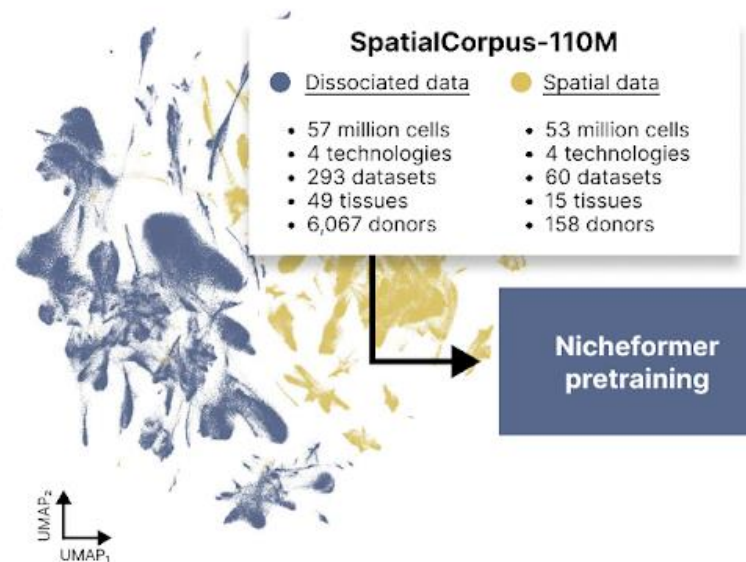 SpatialCorpus-110M
Dissociated data
• 57 million cells
• 4 technologies
• 293 datasets
• 49 tissues
• 6,067 donors
Spatial data
• 53 million cells
• 4 technologies
• 60 datasets
• 15 tissues
• 158 donors
Nicheformer
pretraining
UMAP₂
UMAP₁